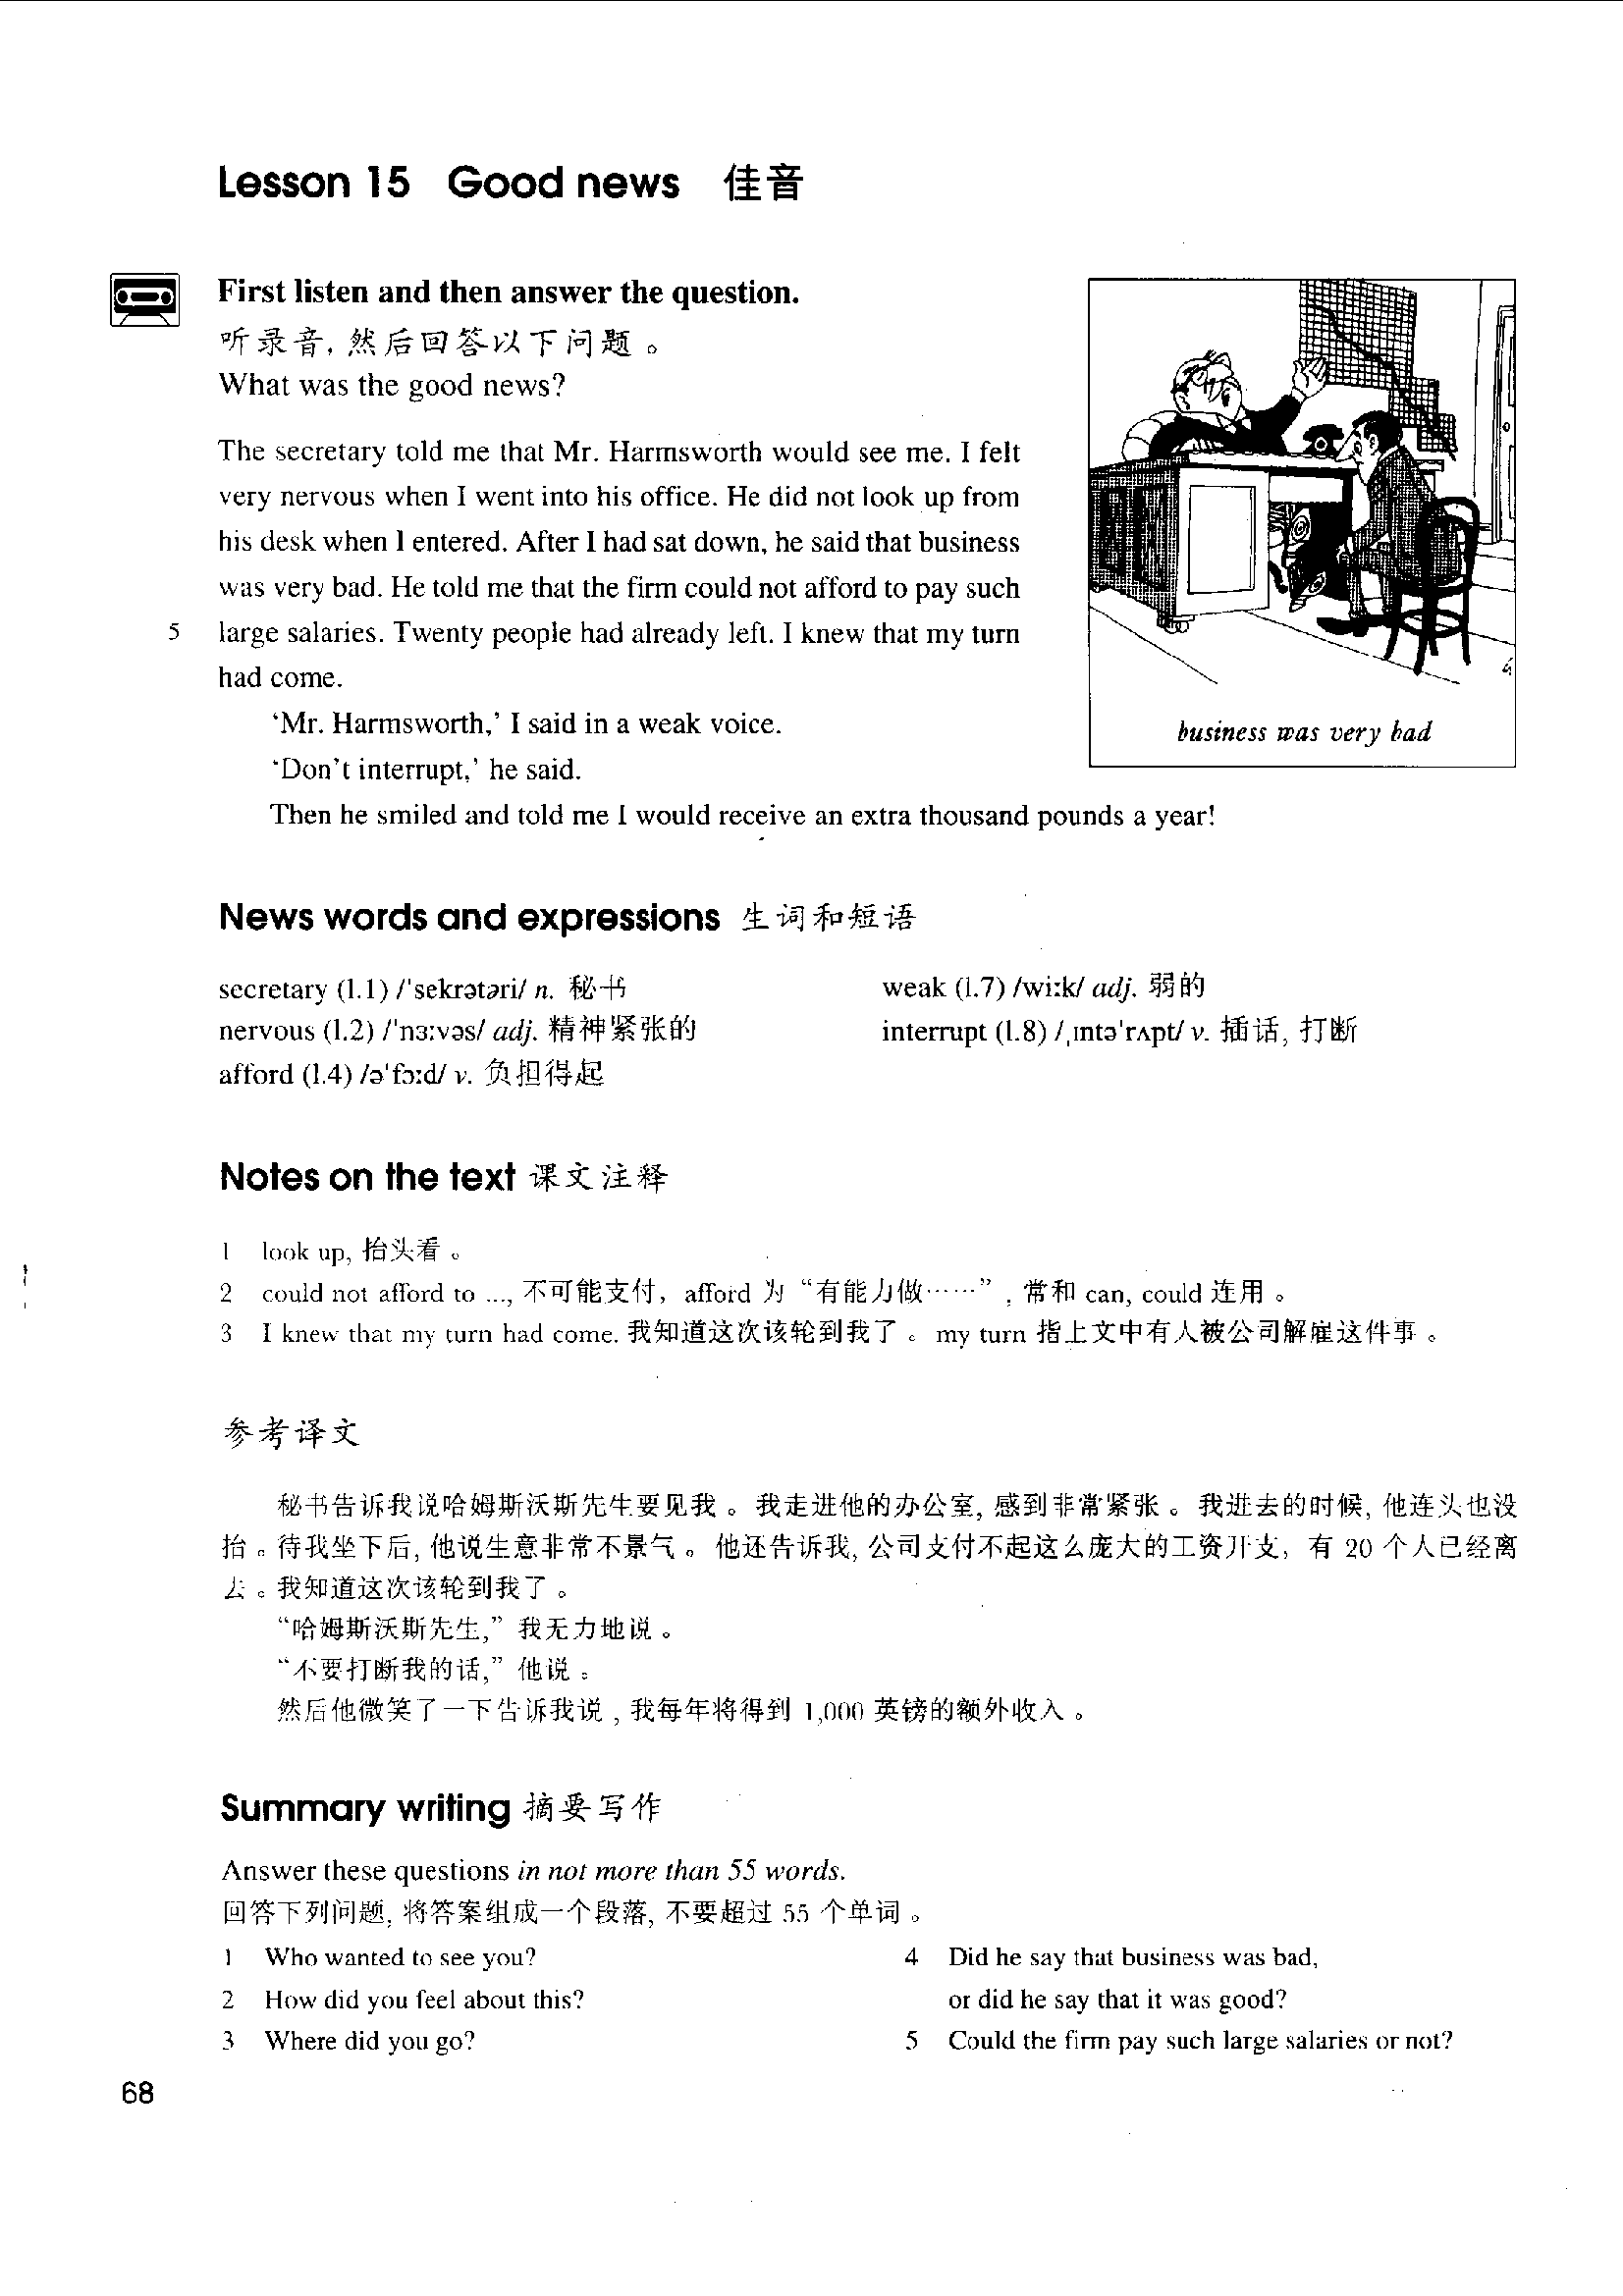 Lesson 15 Good news 佳音
First listen and then answer the question.
听录音，然后回答以下问题。
What was the good news?
The secretary told me that Mr. Harmsworth would see me. I felt
very nervous when I went into his office. He did not look up from
his desk when I entered. After I had sat down, he said that business
was very bad. He told me that the firm could not afford to pay such
5 large salaries. Twenty people had already left. I knew that my turn
had come.
‘Mr. Harmsworth,’ I said in a weak voice.
‘Don’t interrupt,’ he said.
Then he smiled and told me I would receive an extra thousand pounds a year!
business was very bad
News words and expressions 生词和短语
secretary (l.1) /ˈsekrətəri/ n. 秘书
nervous (l.2) /ˈnɜːvəs/ adj. 精神紧张的
afford (l.4) /əˈfɔːd/ v. 负担得起
weak (l.7) /wiːk/ adj. 弱的
interrupt (l.8) /ˌɪntəˈrʌpt/ v. 插话, 打断
Notes on the text 课文注释
1 look up, 抬头看。
2 could not afford to ..., 不可能支付，afford 为 “有能力做……”，常和 can, could 连用。
3 I knew that my turn had come. 我知道这次该轮到我了。my turn 指上文中有人被公司解雇这件事。
参考译文
秘书告诉我说哈姆斯沃斯先生要见我。我走进他的办公室, 感到非常紧张。我进去的时候, 他连头也没
抬。待我坐下后, 他说生意非常不景气。他还告诉我, 公司支付不起这么庞大的工资开支, 有 20 个人已经离
去。我知道这次该轮到我了。
“哈姆斯沃斯先生,” 我无力地说。
“不要打断我的话,” 他说。
然后他微笑了一下告诉我说, 我每年将得到 1,000 英镑的额外收入。
Summary writing 摘要写作
Answer these questions in not more than 55 words.
回答下列问题, 将答案组成一个段落, 不要超过 55 个单词。
1 Who wanted to see you?
2 How did you feel about this?
3 Where did you go?
4 Did he say that business was bad,
or did he say that it was good?
5 Could the firm pay such large salaries or not?
68